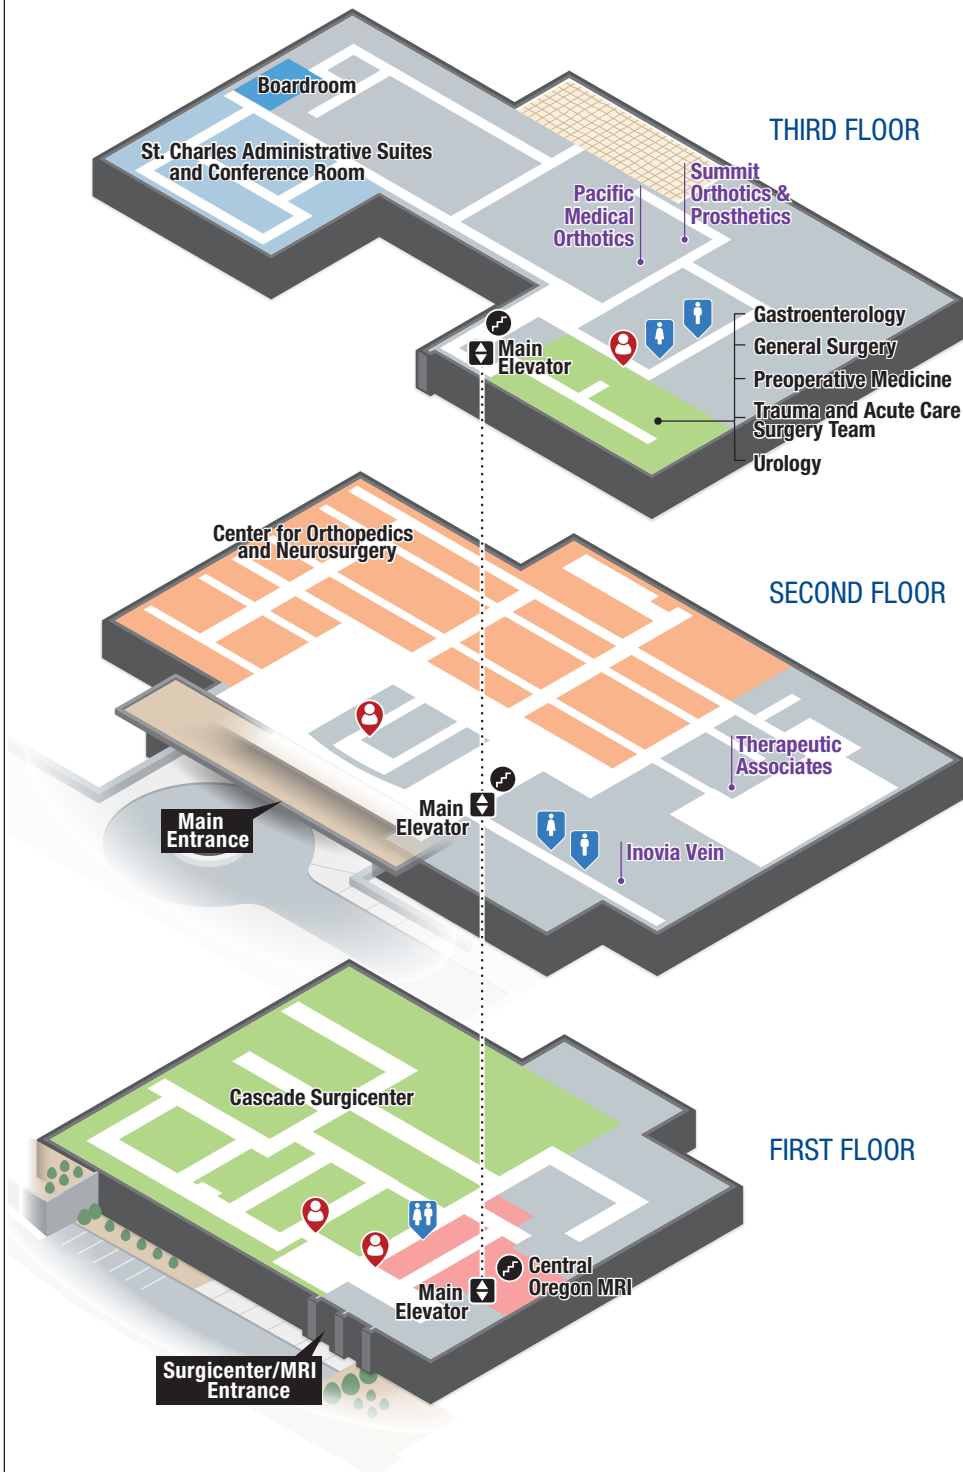 Boardroom
THIRD FLOOR
St. Charles Administrative Suites
and Conference Room
Summit
Orthotics &
Prosthetics
Pacific
Medical
Orthotics
Main
Elevator
Gastroenterology
General Surgery
Preoperative Medicine
Trauma and Acute Care
Surgery Team
Urology
Center for Orthopedics
and Neurosurgery
SECOND FLOOR
Therapeutic
Associates
Main
Entrance
Main
Elevator
Inovia Vein
Cascade Surgicenter
FIRST FLOOR
Central
Oregon MRI
Main
Elevator
Surgicenter/MRI
Entrance